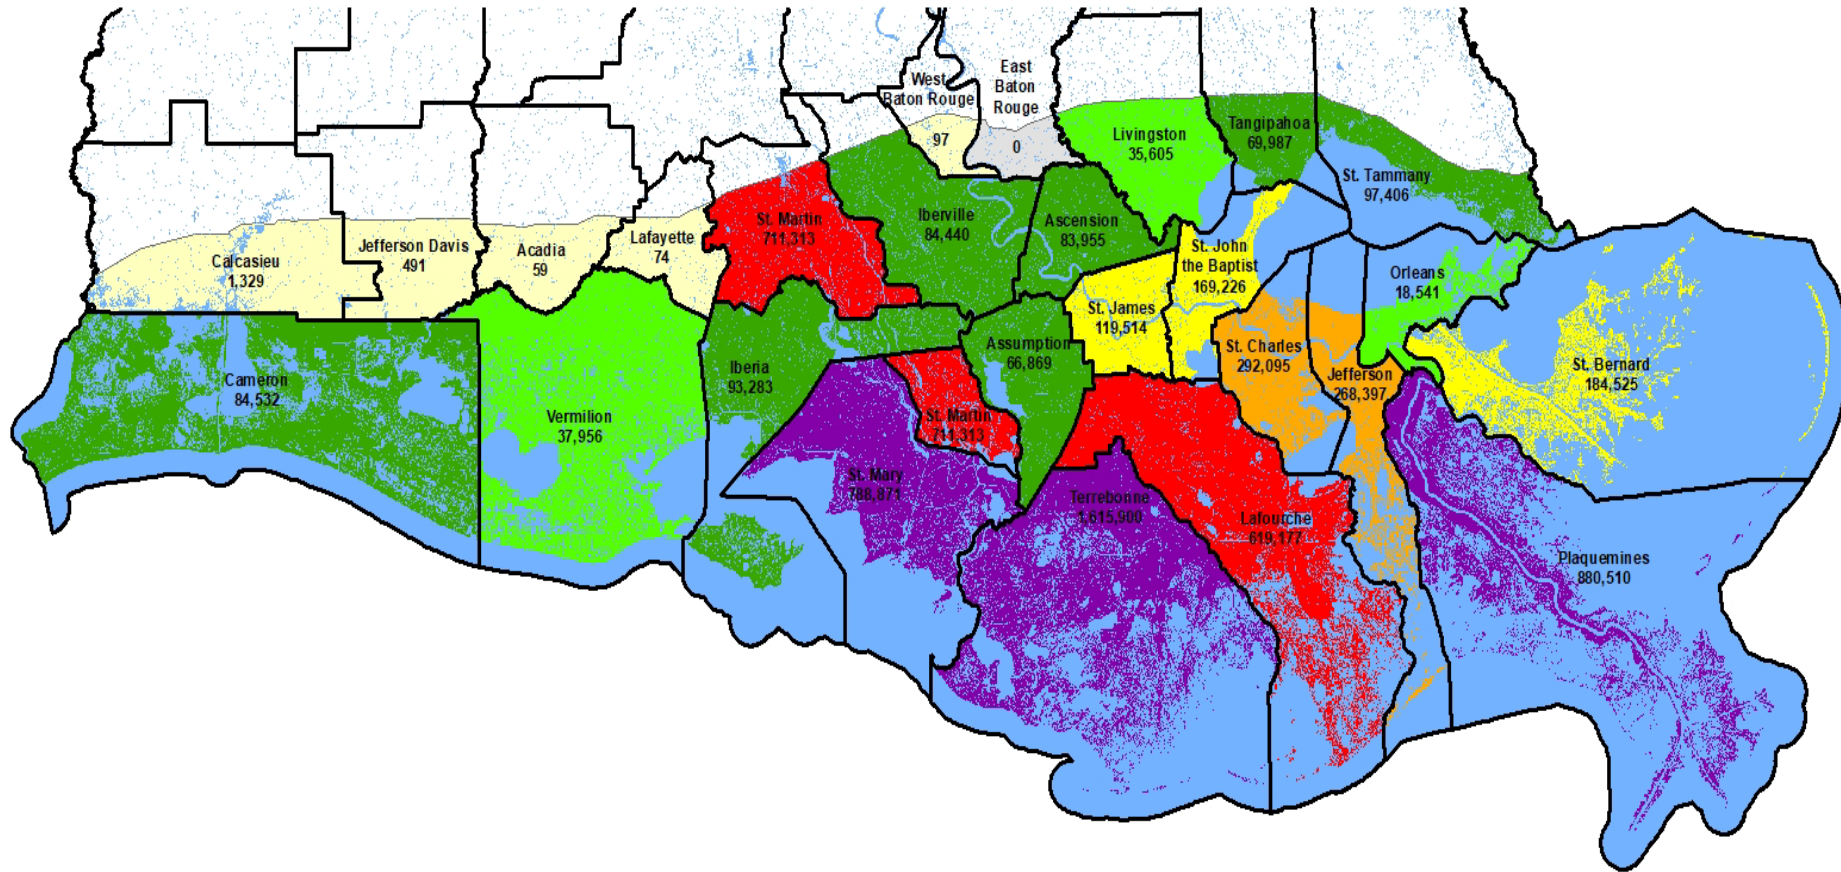 West
Baton Rouge
97
East
Baton
Rouge
0
Livingston
35,605
Tangipahoa
69,987
St. Tammany
97,406
Calcasieu
1,329
Jefferson Davis
491
Acadia
59
Lafayette
74
St. Martin
711,313
Iberville
84,440
Ascension
83,955
St. John
the Baptist
169,226
Orleans
18,541
St. James
119,514
Cameron
84,532
Vermilion
37,956
Iberia
93,283
Assumption
66,869
St. Charles
292,095
Jefferson
268,397
St. Bernard
184,525
St. Martin
711,313
St. Mary
788,871
Terrebonne
1,615,900
Lafourche
619,177
Plaquemines
880,510